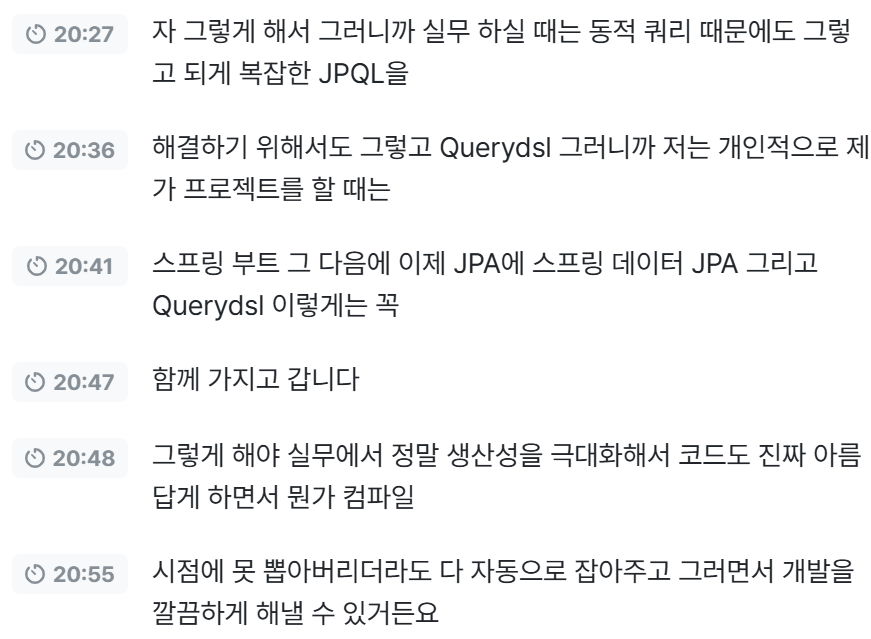 20:27 자 그렇게 해서 그러니까 실무 하실 때는 동적 쿼리 때문에도 그렇
고 되게 복잡한 JPQL을
20:36 해결하기 위해서도 그렇고 Querydsl 그러니까 저는 개인적으로 제
가 프로젝트를 할 때는
20:41 스프링 부트 그 다음에 이제 JPA에 스프링 데이터 JPA 그리고
Querydsl 이렇게는 꼭
20:47 함께 가지고 갑니다
20:48 그렇게 해야 실무에서 정말 생산성을 극대화해서 코드도 진짜 아름
답게 하면서 뭔가 컴파일
20:55 시점에 못 뽑아버리더라도 다 자동으로 잡아주고 그러면서 개발을
깔끔하게 해낼 수 있거든요